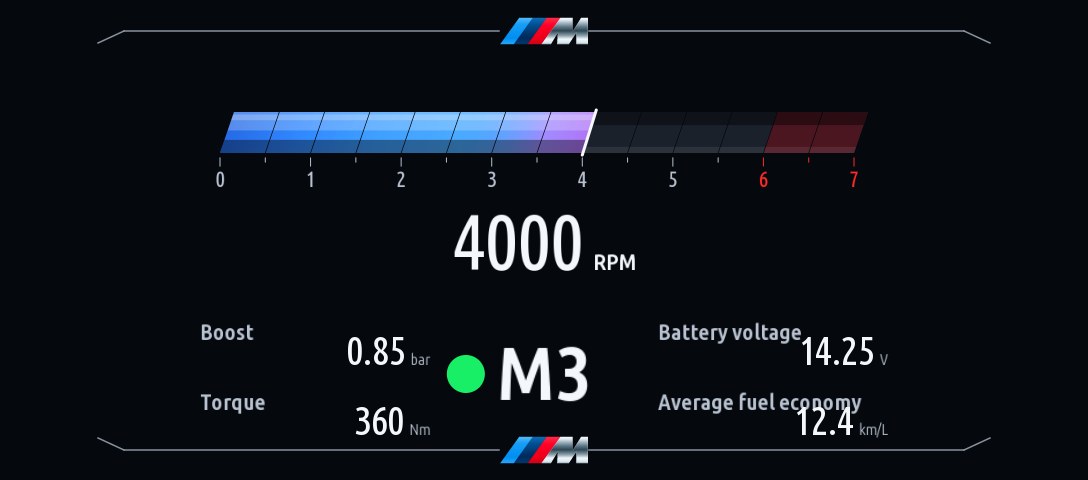 M
0 1 2 3 4 5 6 7
4000 RPM
Boost
0.85 bar
Torque
360 Nm
M3
Battery voltage
14.25 V
Average fuel economy
12.4 km/L
M